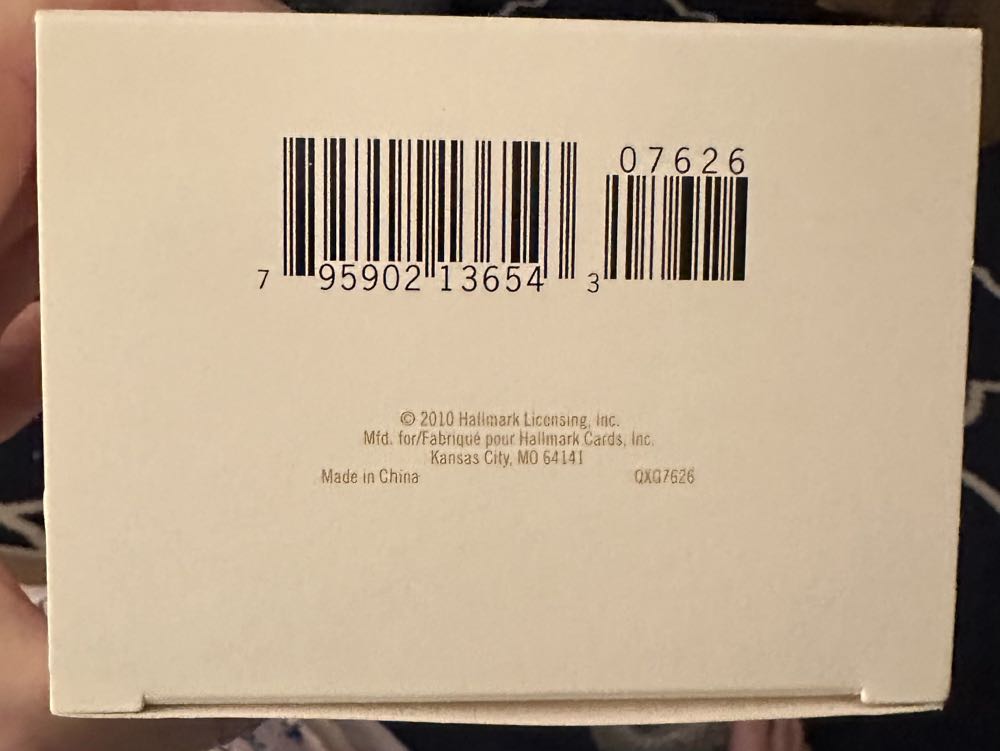 07626
7 95902 13654 3
© 2010 Hallmark Licensing, Inc.
Mfd. for/Fabriqué pour Hallmark Cards, Inc.
Kansas City, MO 64141
Made in China QXG7626